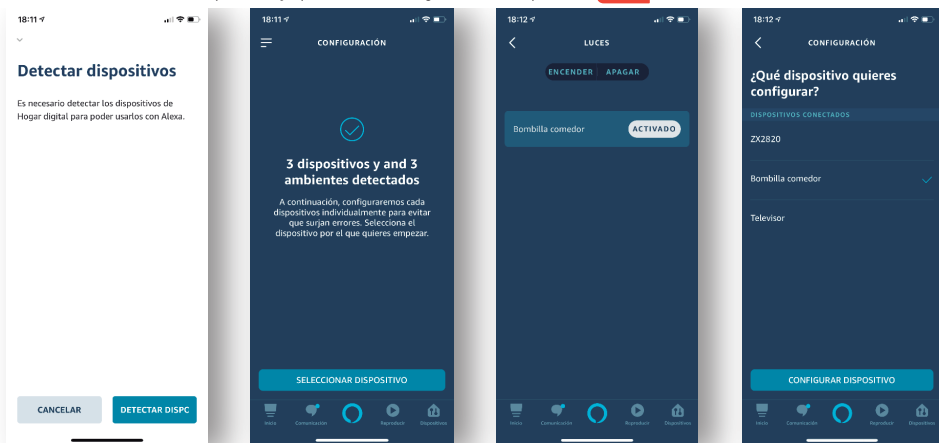 18:11
Detectar dispositivos
Es necesario detectar los dispositivos de
Hogar digital para poder usarlos con Alexa.
CANCELAR
DETECTAR DISPC
18:11
CONFIGURACIÓN
3 dispositivos y and 3
ambientes detectados
A continuación, configuraremos cada
dispositivos individualmente para evitar
que surjan errores. Selecciona el
dispositivo por el que quieres empezar.
SELECCIONAR DISPOSITIVO
Inicio
Comunicación
Reproducir
Dispositivos
18:12
LUCES
ENCENDER
APAGAR
Bombilla comedor
ACTIVADO
Inicio
Comunicación
Reproducir
Dispositivos
18:12
CONFIGURACIÓN
¿Qué dispositivo quieres
configurar?
DISPOSITIVOS CONECTADOS
ZX2820
Bombilla comedor
Televisor
CONFIGURAR DISPOSITIVO
Inicio
Comunicación
Reproducir
Dispositivos